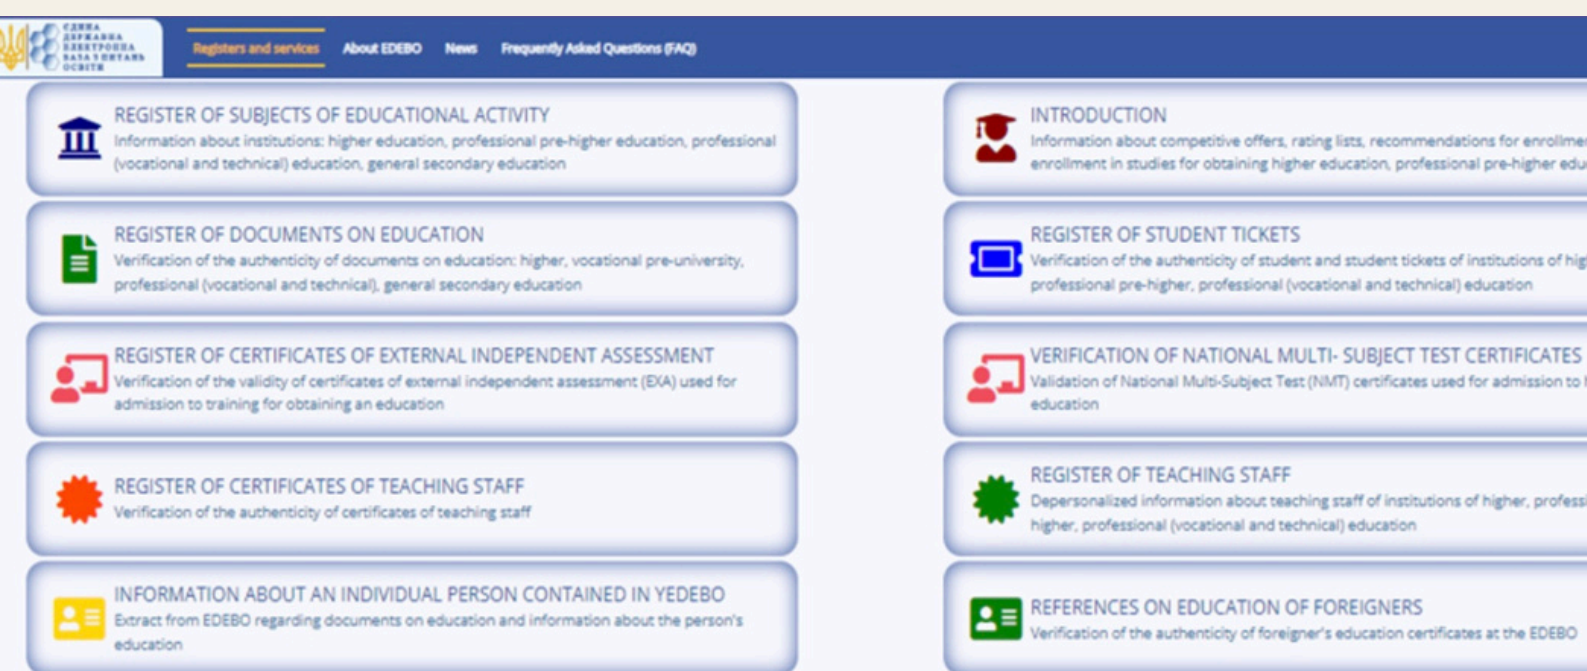 ЄДИНА
ДЕРЖАВНА
ЕЛЕКТРОННА
БАЗА З ПИТАНЬ
ОСВІТИ
Registers and services About EDEBO News Frequently Asked Questions (FAQ)
REGISTER OF SUBJECTS OF EDUCATIONAL ACTIVITY
Information about institutions: higher education, professional pre-higher education, professional
(vocational and technical) education, general secondary education
INTRODUCTION
Information about competitive offers, rating lists, recommendations for
enrollment in studies for obtaining higher education, professional pre-higher
REGISTER OF DOCUMENTS ON EDUCATION
Verification of the authenticity of documents on education: higher, vocational pre-university,
professional (vocational and technical), general secondary education
REGISTER OF STUDENT TICKETS
Verification of the authenticity of student and student tickets of institutions of
professional pre-higher, professional (vocational and technical) education
REGISTER OF CERTIFICATES OF EXTERNAL INDEPENDENT ASSESSMENT
Verification of the validity of certificates of external independent assessment (EXA) used for
admission to training for obtaining an education
VERIFICATION OF NATIONAL MULTI- SUBJECT TEST CERTIFICATES
Validation of National Multi-Subject Test (NMT) certificates used for admission to
education
REGISTER OF CERTIFICATES OF TEACHING STAFF
Verification of the authenticity of certificates of teaching staff
REGISTER OF TEACHING STAFF
Depersonalized information about teaching staff of institutions of higher,
higher, professional (vocational and technical) education
INFORMATION ABOUT AN INDIVIDUAL PERSON CONTAINED IN YEDEBO
Extract from EDEBO regarding documents on education and information about the person's
education
REFERENCES ON EDUCATION OF FOREIGNERS
Verification of the authenticity of foreigner's education certificates at the EDEBO